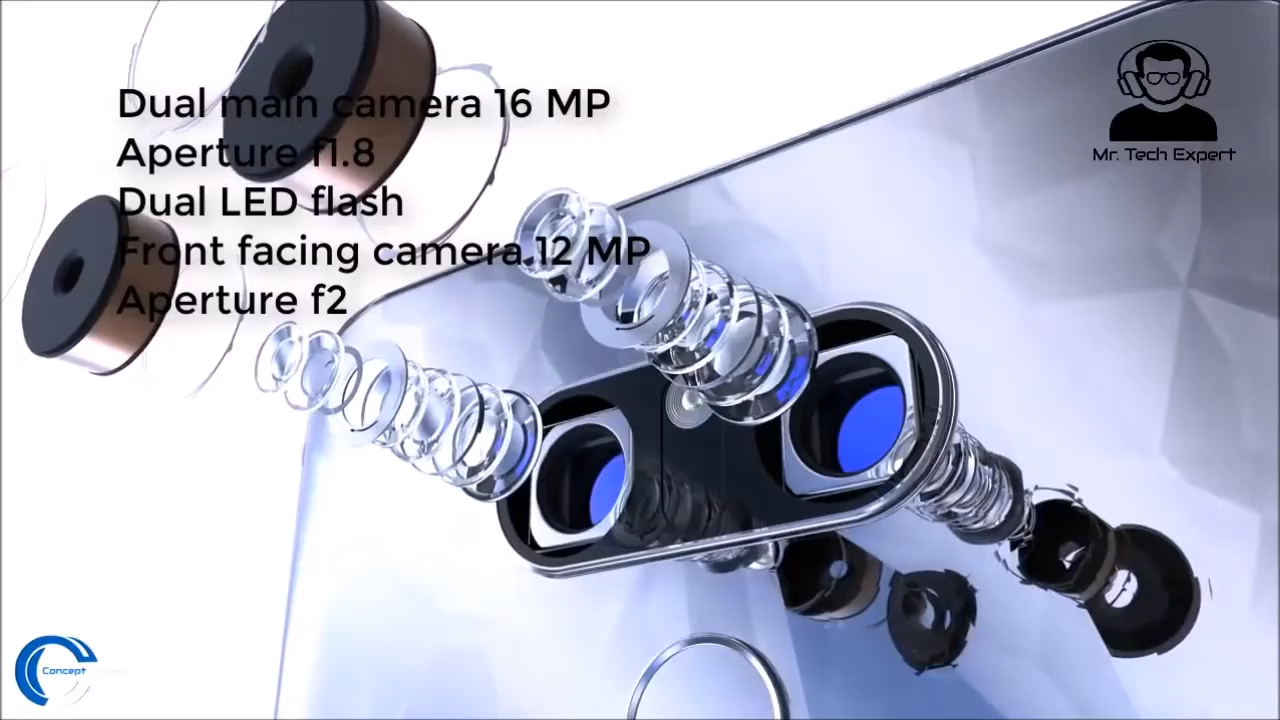 Dual main camera 16 MP
Aperture f1.8
Dual LED flash
Front facing camera 12 MP
Aperture f2
Mr. Tech Expert
Concept